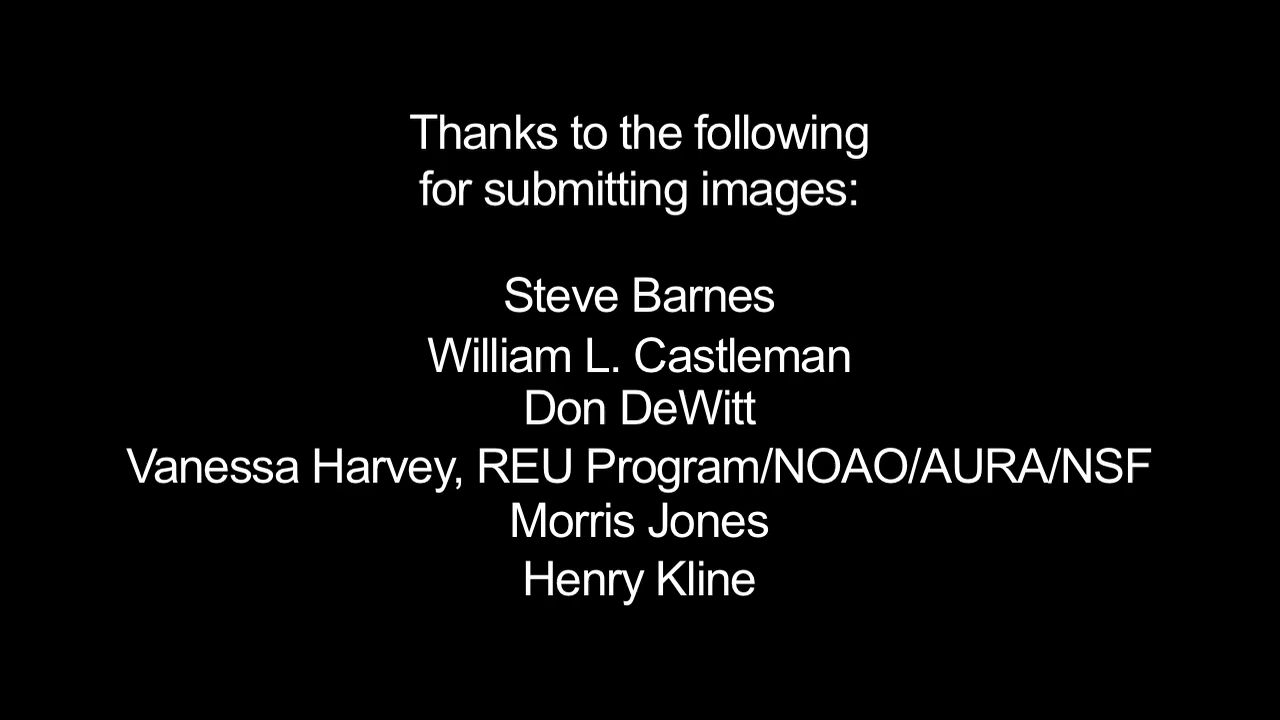 Thanks to the following
for submitting images:
Steve Barnes
William L. Castleman
Don DeWitt
Vanessa Harvey, REU Program/NOAO/AURA/NSF
Morris Jones
Henry Kline